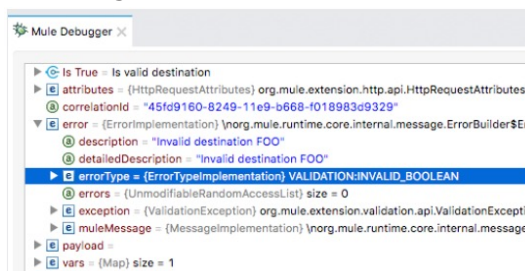 Mule Debugger
Is True = Is valid destination
attributes = {HttpRequestAttributes} org.mule.extension.http.api.HttpRequestAttributes
correlationId = "45fd9160-8249-11e9-b668-f018983d9329"
error = {ErrorImplementation} \norg.mule.runtime.core.internal.message.ErrorBuilder$E
description = "Invalid destination FOO"
detailedDescription = "Invalid destination FOO"
errorType = {ErrorTypeImplementation} VALIDATION:INVALID_BOOLEAN
errors = {UnmodifiableRandomAccessList} size = 0
exception = {ValidationException} org.mule.extension.validation.api.ValidationExcepti
muleMessage = {MessageImplementation} \norg.mule.runtime.core.internal.message
payload =
vars = {Map} size = 1